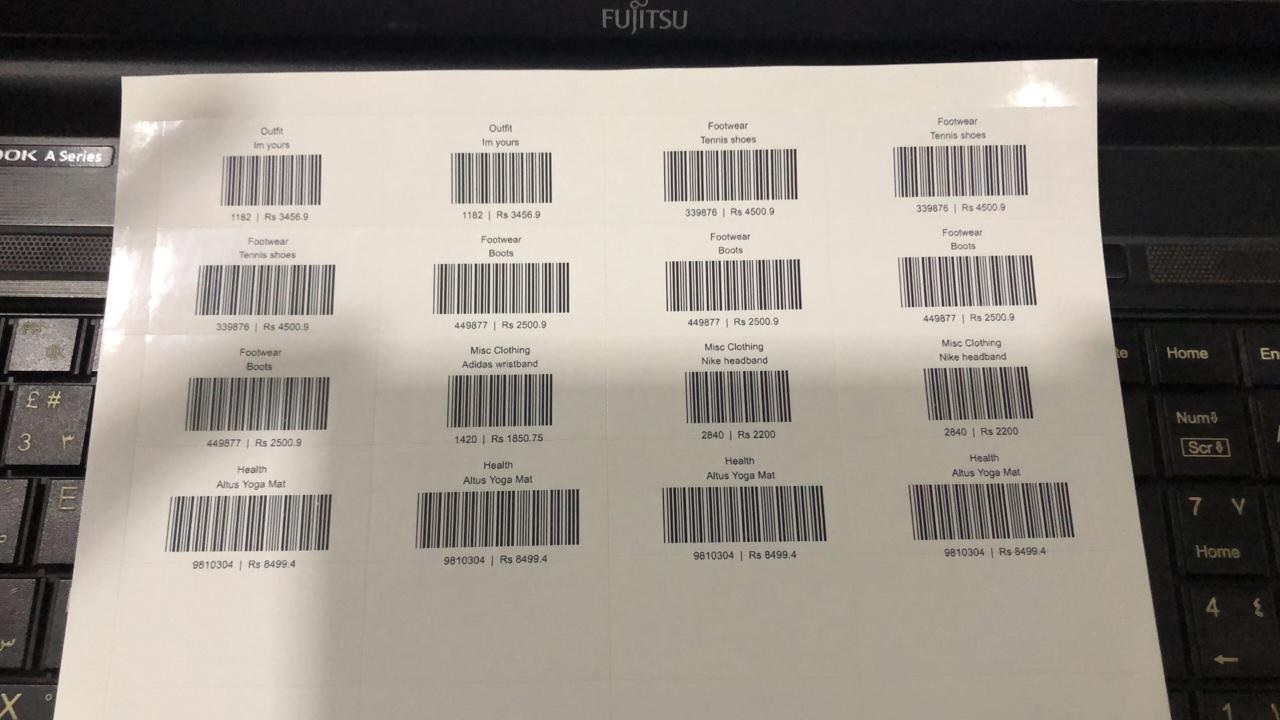 FUJITSU
OOK A Series
Outfit
Im yours
1182 | Rs 3456.9
Outfit
Im yours
1182 | Rs 3456.9
Footwear
Tennis shoes
339876 | Rs 4500.9
Footwear
Tennis shoes
339876 | Rs 4500.9
Footwear
Tennis shoes
339876 | Rs 4500.9
Footwear
Boots
449877 | Rs 2500.9
Footwear
Boots
449877 | Rs 2500.9
Footwear
Boots
449877 | Rs 2500.9
Footwear
Boots
449877 | Rs 2500.9
Misc Clothing
Adidas wristband
1420 | Rs 1850.75
Misc Clothing
Nike headband
2840 | Rs 2200
Misc Clothing
Nike headband
2840 | Rs 2200
Health
Altus Yoga Mat
9810304 | Rs 8499.4
Health
Altus Yoga Mat
9810304 | Rs 8499.4
Health
Altus Yoga Mat
9810304 | Rs 8499.4
Health
Altus Yoga Mat
9810304 | Rs 8499.4
£ #
3 ٣
E
X
Home
En
Num
Scr
7 ٧
Home
4 ٤
←
1